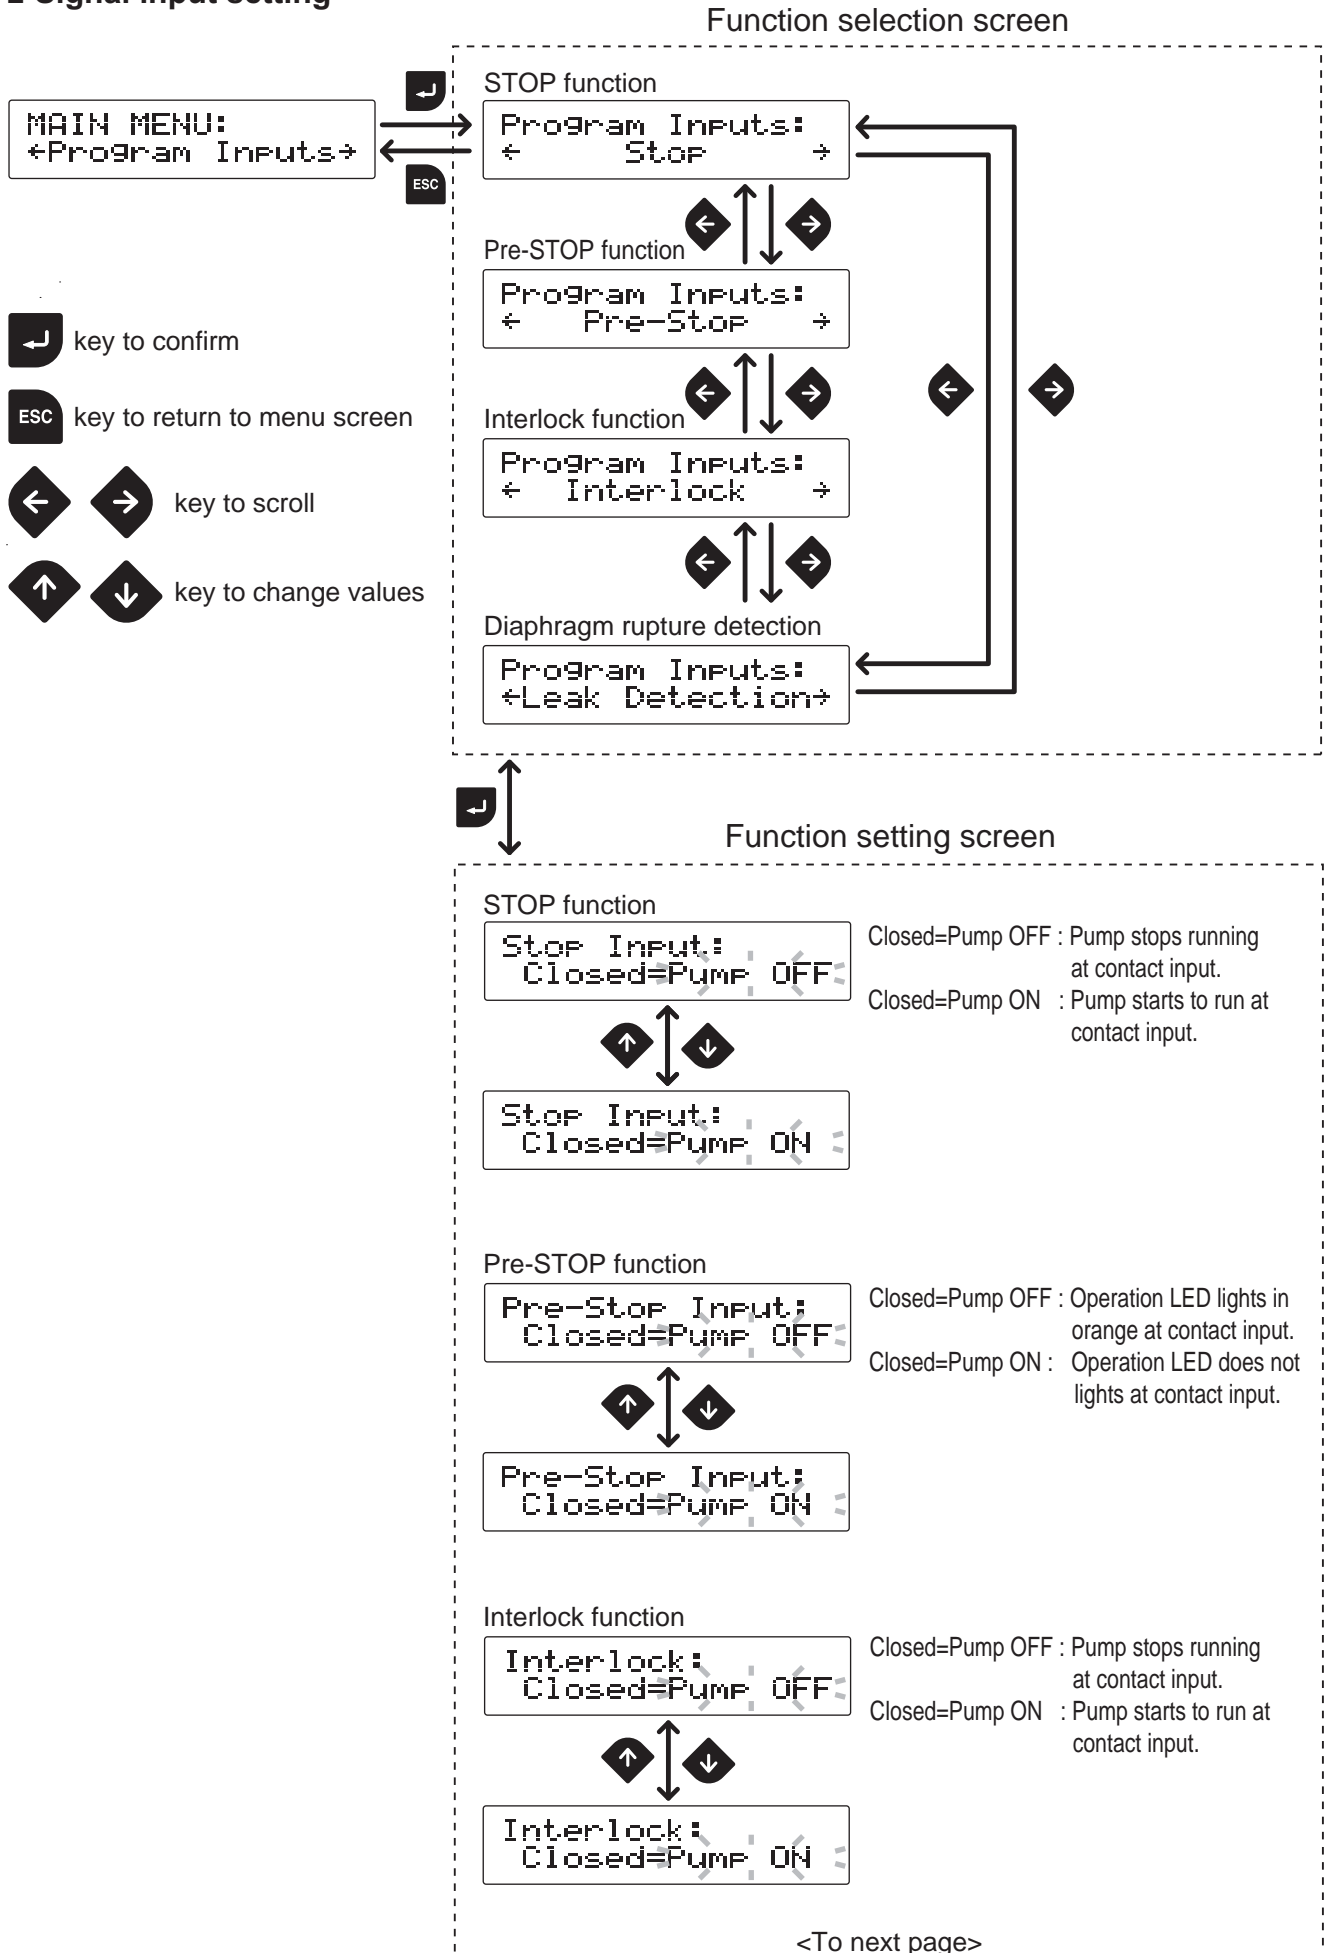 Signal input setting
Function selection screen
STOP function
MAIN MENU:
←Program Inputs→
ESC
Program Inputs:
← Stop →
Pre-STOP function
Program Inputs:
← Pre-Stop →
key to confirm
ESC key to return to menu screen
key to scroll
key to change values
Interlock function
Program Inputs:
← Interlock →
Diaphragm rupture detection
Program Inputs:
←Leak Detection→
Function setting screen
STOP function
Stop Input:
Closed=Pump OFF
Closed=Pump OFF : Pump stops running
at contact input.
Closed=Pump ON : Pump starts to run at
contact input.
Stop Input:
Closed=Pump ON
Pre-STOP function
Pre-Stop Input:
Closed=Pump OFF
Closed=Pump OFF : Operation LED lights in
orange at contact input.
Closed=Pump ON : Operation LED does not
lights at contact input.
Pre-Stop Input:
Closed=Pump ON
Interlock function
Interlock:
Closed=Pump OFF
Closed=Pump OFF : Pump stops running
at contact input.
Closed=Pump ON : Pump starts to run at
contact input.
Interlock:
Closed=Pump ON
<To next page>